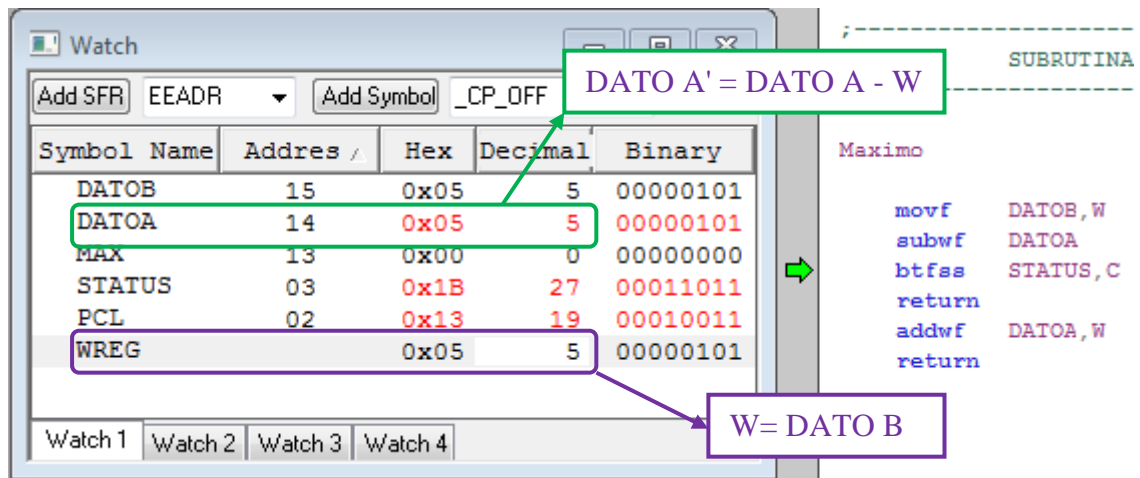 Watch
Add SFR EEADR Add Symbol _CP_OFF
Symbol Name Addres Hex Decimal Binary
DATOB 15 0x05 5 00000101
DATOA 14 0x05 5 00000101
MAX 13 0x00 0 00000000
STATUS 03 0x1B 27 00011011
PCL 02 0x13 19 00010011
WREG 0x05 5 00000101
Watch 1 Watch 2 Watch 3 Watch 4
DATO A' = DATO A - W
W= DATO B
;--------------------
SUBRUTINA
--------------------
Maximo
movf DATOB,W
subwf DATOA
btfss STATUS,C
return
addwf DATOA,W
return